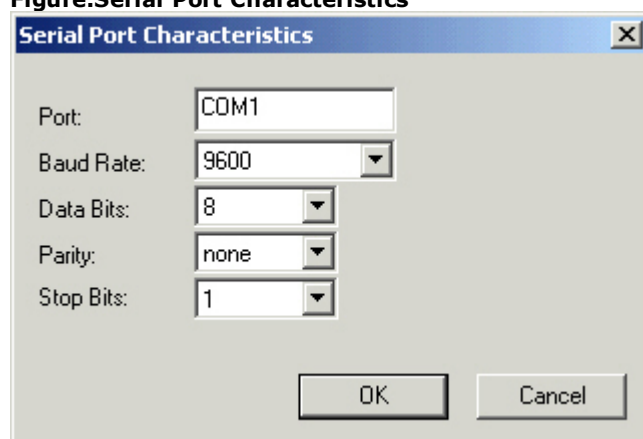 Figure.Serial Port Characteristics
Serial Port Characteristics
Port: COM1
Baud Rate: 9600
Data Bits: 8
Parity: none
Stop Bits: 1
OK Cancel